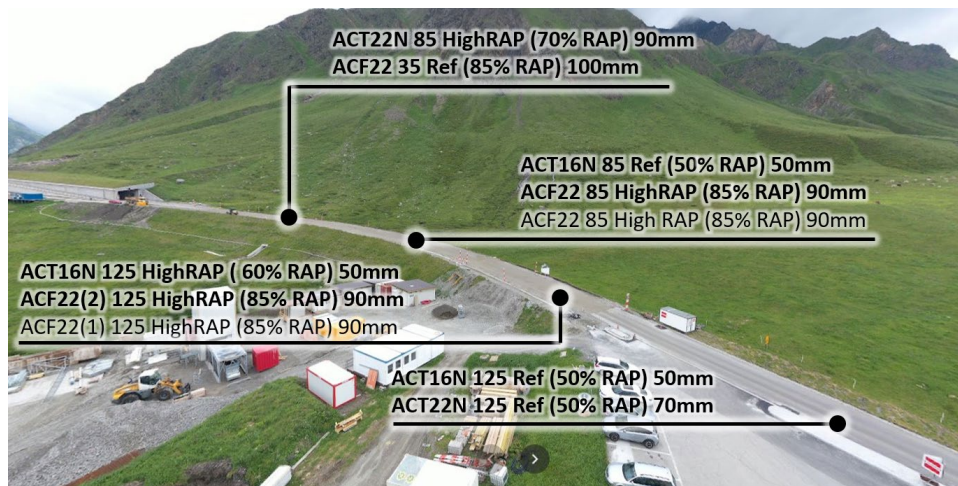 ACT22N 85 HighRAP (70% RAP) 90mm
ACF22 35 Ref (85% RAP) 100mm
ACT16N 85 Ref (50% RAP) 50mm
ACF22 85 HighRAP (85% RAP) 90mm
ACF22 85 High RAP (85% RAP) 90mm
ACT16N 125 HighRAP ( 60% RAP) 50mm
ACF22(2) 125 HighRAP (85% RAP) 90mm
ACF22(1) 125 HighRAP (85% RAP) 90mm
ACT16N 125 Ref (50% RAP) 50mm
ACT22N 125 Ref (50% RAP) 70mm